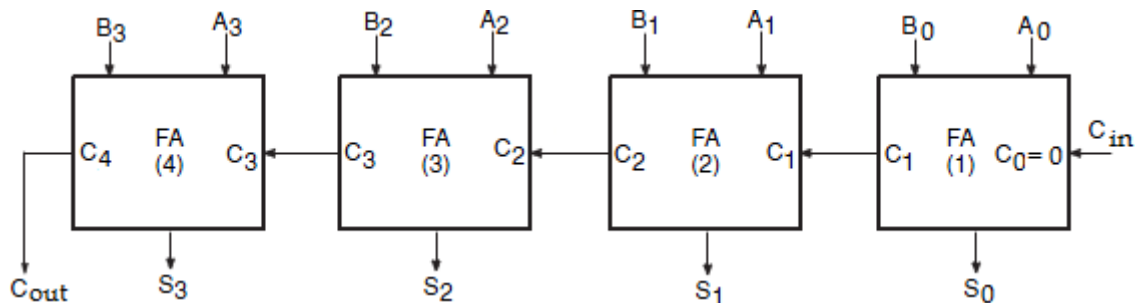 B3 A3 B2 A2 B1 A1 B0 A0
FA FA FA FA Cin
C4 (4) C3 C3 (3) C2 C2 (2) C1 C1 (1) C0 = 0
Cout S3 S2 S1 S0